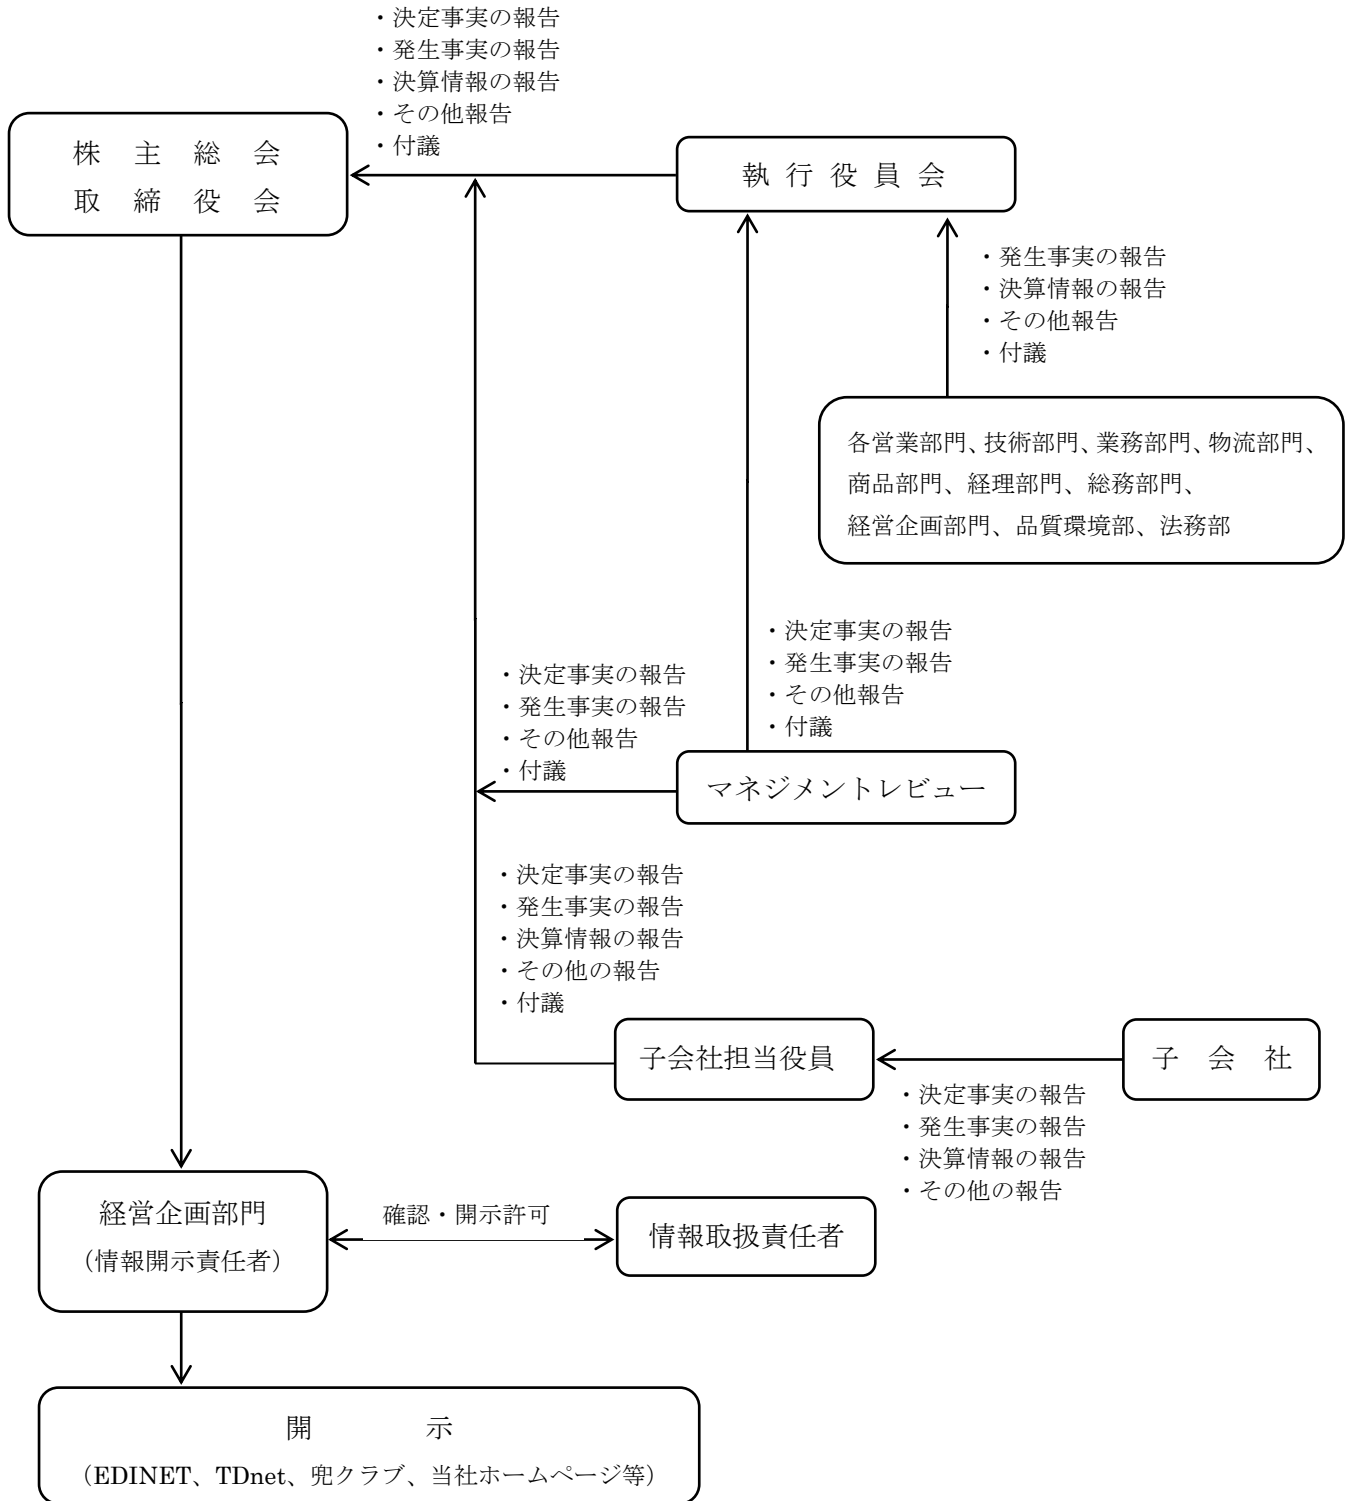 ・決定事実の報告
・発生事実の報告
・決算情報の報告
・その他報告
・付議
株 主 総 会
取 締 役 会
執 行 役 員 会
・発生事実の報告
・決算情報の報告
・その他報告
・付議
各営業部門、技術部門、業務部門、物流部門、
商品部門、経理部門、総務部門、
経営企画部門、品質環境部、法務部
・決定事実の報告
・発生事実の報告
・その他報告
・付議
・決定事実の報告
・発生事実の報告
・その他報告
・付議
マネジメントレビュー
・決定事実の報告
・発生事実の報告
・決算情報の報告
・その他の報告
・付議
子会社担当役員
子 会 社
・決定事実の報告
・発生事実の報告
・決算情報の報告
・その他の報告
経営企画部門
（情報開示責任者）
確認・開示許可
情報取扱責任者
開 示
（EDINET、TDnet、兜クラブ、当社ホームページ等）